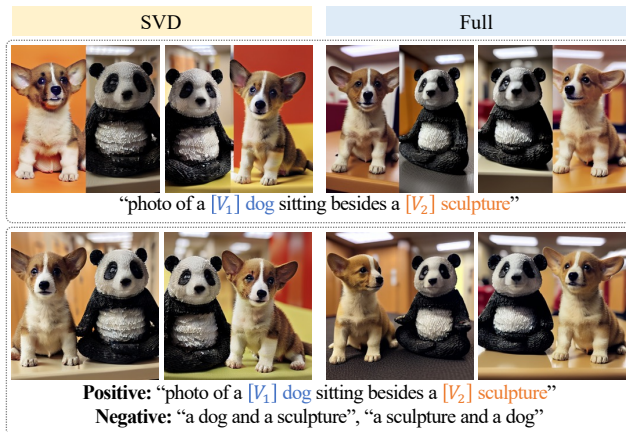 SVD
Full
“photo of a [V₁] dog sitting besides a [V₂] sculpture”
Positive: “photo of a [V₁] dog sitting besides a [V₂] sculpture”
Negative: “a dog and a sculpture”, “a sculpture and a dog”